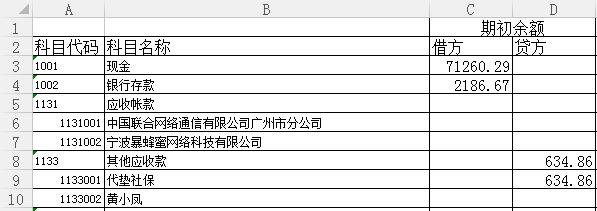 A B C D
1 期初余额
2 科目代码 科目名称 借方 贷方
3 1001 现金 71260.29
4 1002 银行存款 2186.67
5 1131 应收帐款
6 1131001 中国联合网络通信有限公司广州市分公司
7 1131002 宁波暴蜂蜜网络科技有限公司
8 1133 其他应收款 634.86
9 1133001 代垫社保 634.86
10 1133002 黄小凤